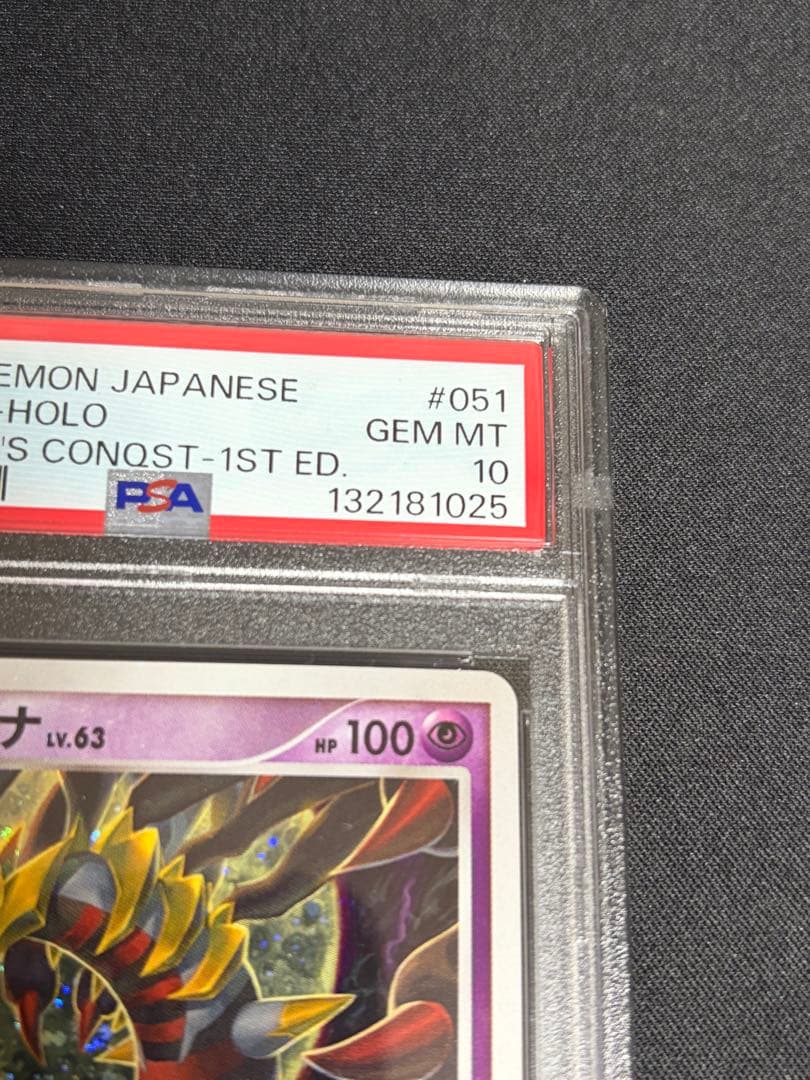 EMON JAPANESE #051
-HOLO GEM MT
'S CONQST-1ST ED. 10
PSA 132181025
ナ LV.63 HP 100